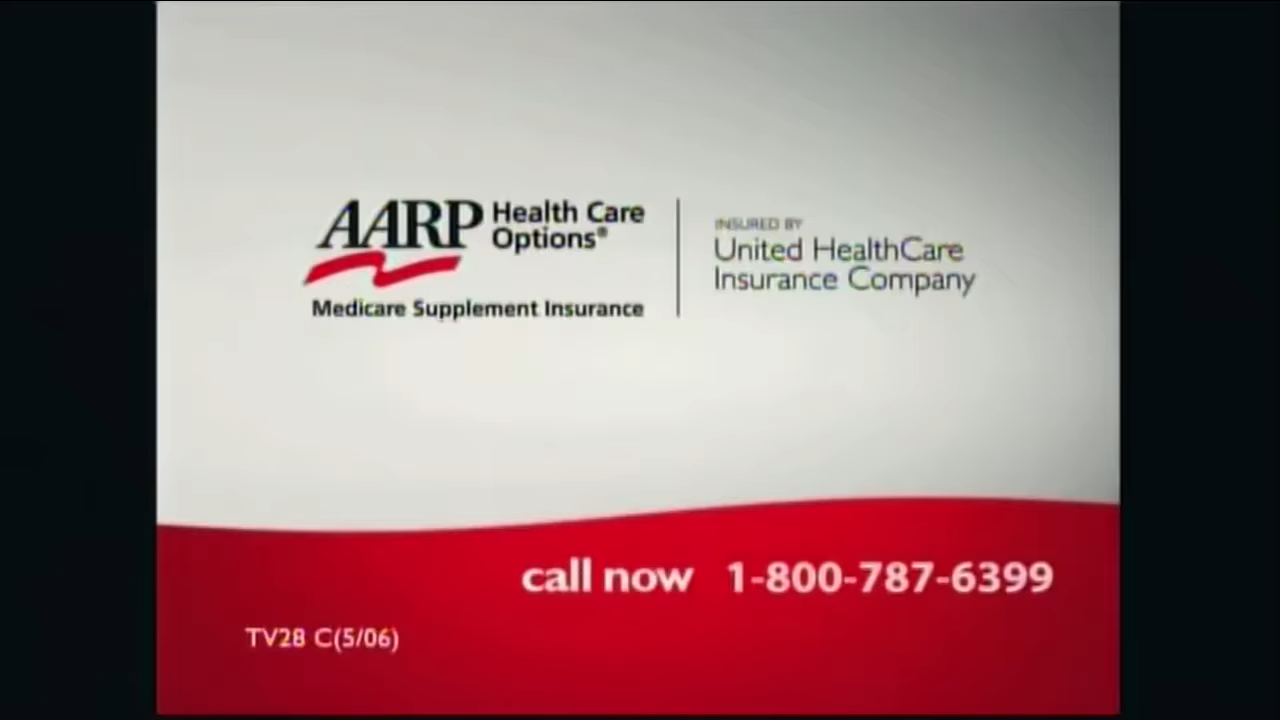 AARP Health Care
Options®
Medicare Supplement Insurance
INSURED BY
United HealthCare
Insurance Company
call now 1-800-787-6399
TV28 C(5/06)